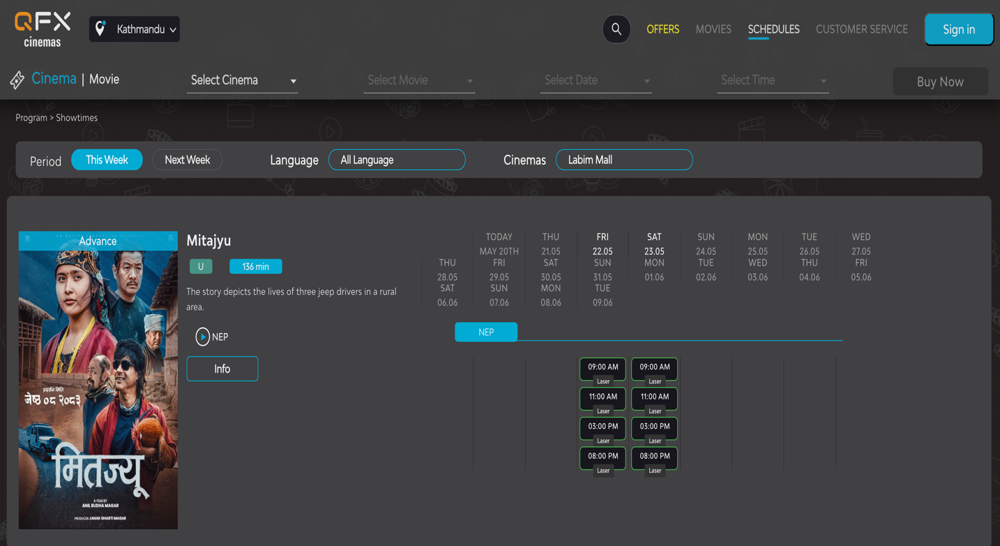 QFX
cinemas
Kathmandu
OFFERS
MOVIES
SCHEDULES
CUSTOMER SERVICE
Sign in
Cinema | Movie
Select Cinema
Select Movie
Select Date
Select Time
Buy Now
Program > Showtimes
Period
This Week
Next Week
Language
All Language
Cinemas
Labim Mall
Advance
Mitajyu
U
136 min
The story depicts the lives of three jeep drivers in a rural
area.
NEP
Info
TODAY THU FRI SAT SUN MON TUE WED
MAY 20TH 21.05 22.05 23.05 24.05 25.05 26.05 27.05
THU FRI SAT SUN MON TUE WED THU FRI
28.05 29.05 30.05 31.05 01.06 02.06 03.06 04.06 05.06
SAT SUN MON TUE
06.06 07.06 08.06 09.06
NEP
09:00 AM 09:00 AM
Laser Laser
11:00 AM 11:00 AM
Laser Laser
03:00 PM 03:00 PM
Laser Laser
08:00 PM 08:00 PM
Laser Laser
प्रदर्शन मिति
जेष्ठ ०८ २०८३
मितज्यू
A FILM BY
ANIL BUDHA MAGAR
PRODUCER JANAK GHARTI MAGAR